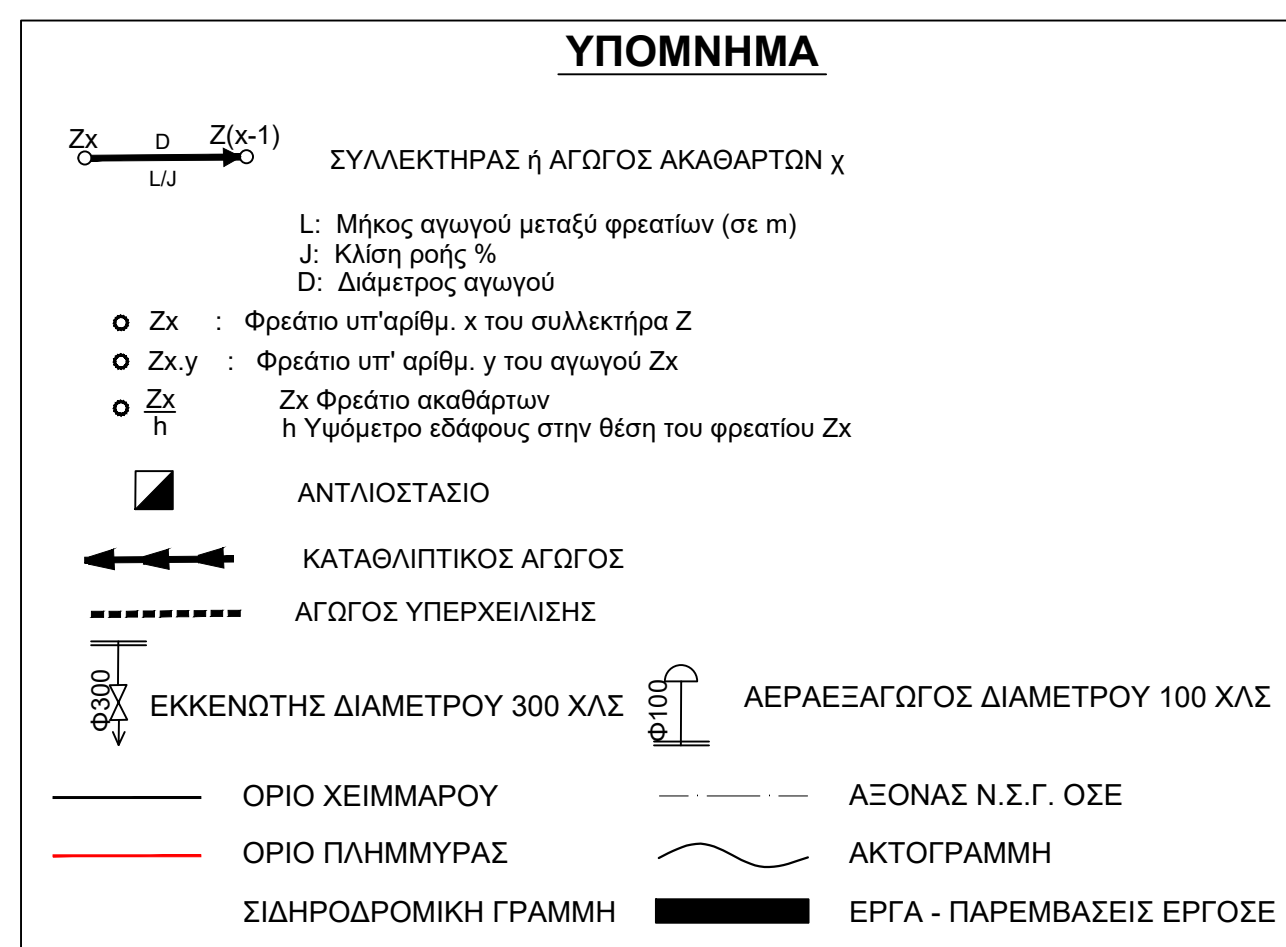 ΥΠΟΜΝΗΜΑ
Zx D Z(x-1)
L/J
ΣΥΛΛΕΚΤΗΡΑΣ ή ΑΓΩΓΟΣ ΑΚΑΘΑΡΤΩΝ χ
L: Μήκος αγωγού μεταξύ φρεατίων (σε m)
J: Κλίση ροής %
D: Διάμετρος αγωγού
Zx : Φρεάτιο υπ'αρίθμ. x του συλλεκτήρα Z
Zx.y : Φρεάτιο υπ' αρίθμ. y του αγωγού Zx
Zx Zx Φρεάτιο ακαθάρτων
h h Υψόμετρο εδάφους στην θέση του φρεατίου Zx
ΑΝΤΛΙΟΣΤΑΣΙΟ
ΚΑΤΑΘΛΙΠΤΙΚΟΣ ΑΓΩΓΟΣ
ΑΓΩΓΟΣ ΥΠΕΡΧΕΙΛΙΣΗΣ
Φ300 ΕΚΚΕΝΩΤΗΣ ΔΙΑΜΕΤΡΟΥ 300 ΧΛΣ
Φ100 ΑΕΡΑΕΞΑΓΩΓΟΣ ΔΙΑΜΕΤΡΟΥ 100 ΧΛΣ
ΟΡΙΟ ΧΕΙΜΜΑΡΟΥ
ΑΞΟΝΑΣ Ν.Σ.Γ. ΟΣΕ
ΟΡΙΟ ΠΛΗΜΜΥΡΑΣ
ΑΚΤΟΓΡΑΜΜΗ
ΣΙΔΗΡΟΔΡΟΜΙΚΗ ΓΡΑΜΜΗ
ΕΡΓΑ - ΠΑΡΕΜΒΑΣΕΙΣ ΕΡΓΟΣΕ